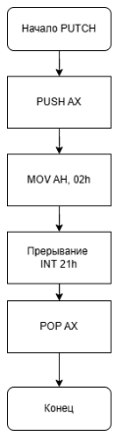 Начало PUTCH
PUSH AX
MOV AH, 02h
Прерывание
INT 21h
POP AX
Конец